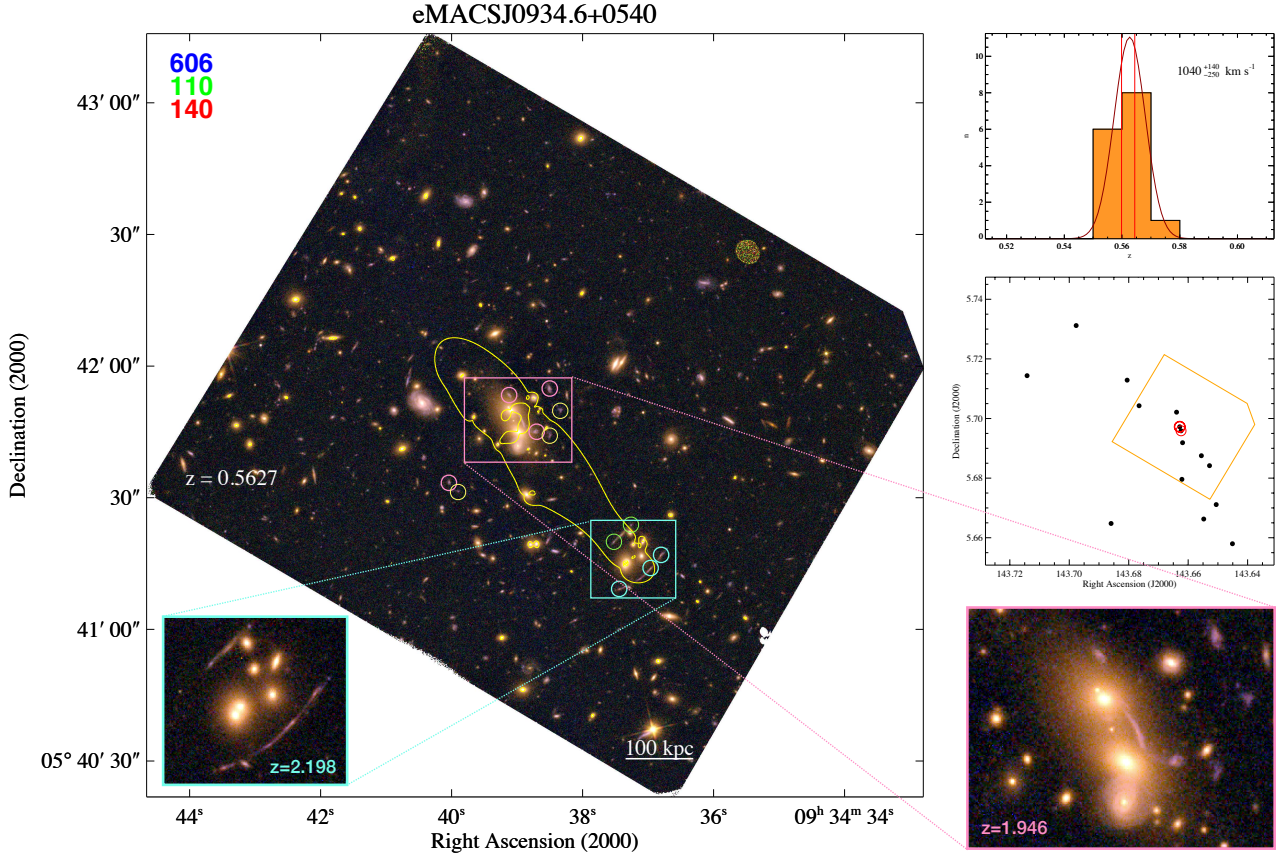 eMACSJ0934.6+0540
606
110
140
43′ 00″
30″
42′ 00″
30″
41′ 00″
05° 40′ 30″
Declination (2000)
z = 0.5627
100 kpc
z=2.198
44ˢ
42ˢ
40ˢ
38ˢ
36ˢ
09ʰ 34ᵐ 34ˢ
Right Ascension (2000)
1040 +140 −250 km s⁻¹
10
8
6
4
2
0
n
0.52
0.54
0.56
0.58
0.60
z
5.74
5.72
5.70
5.68
5.66
Declination (J2000)
143.72
143.70
143.68
143.66
143.64
Right Ascension (J2000)
z=1.946